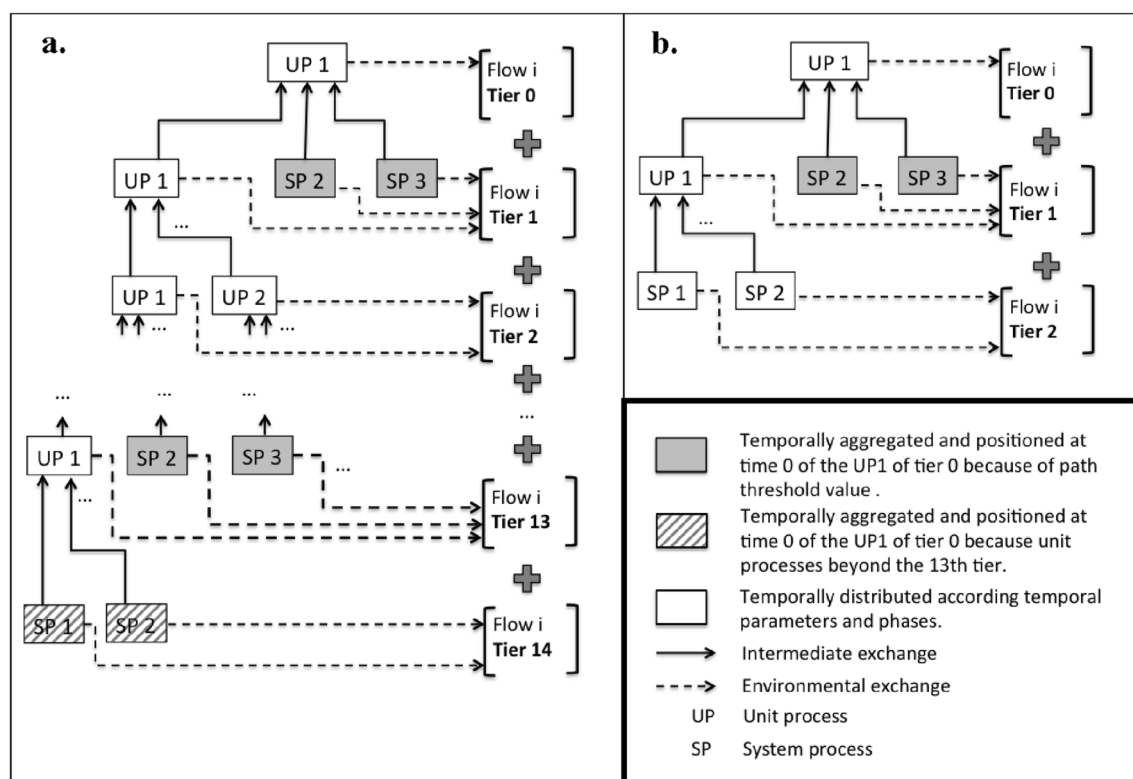 a.
UP 1
Flow i
Tier 0
UP 1
SP 2
SP 3
Flow i
Tier 1
...
UP 1
UP 2
Flow i
Tier 2
...
...
...
...
...
...
UP 1
SP 2
SP 3
...
...
Flow i
Tier 13
SP 1
SP 2
Flow i
Tier 14
b.
UP 1
Flow i
Tier 0
UP 1
SP 2
SP 3
Flow i
Tier 1
...
SP 1
SP 2
Flow i
Tier 2
Temporally aggregated and positioned at
time 0 of the UP1 of tier 0 because of path
threshold value .
Temporally aggregated and positioned at
time 0 of the UP1 of tier 0 because unit
processes beyond the 13th tier.
Temporally distributed according temporal
parameters and phases.
Intermediate exchange
Environmental exchange
UP Unit process
SP System process